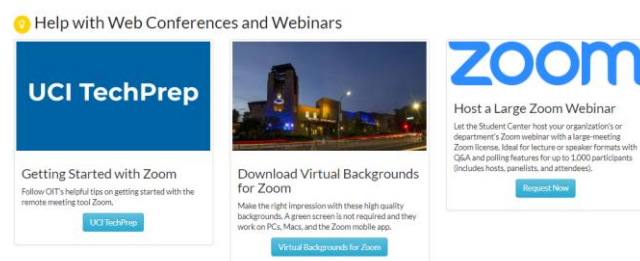 Help with Web Conferences and Webinars
UCI TechPrep
Getting Started with Zoom
Follow OIT's helpful tips on getting started with the
remote meeting tool Zoom.
UCI TechPrep
Download Virtual Backgrounds
for Zoom
Make the right impression with these high quality
backgrounds. A green screen is not required and they
work on PCs, Macs, and the Zoom mobile app.
Virtual Backgrounds for Zoom
zoom
Host a Large Zoom Webinar
Let the Student Center host your organization's or
department's Zoom webinar with a large-meeting
Zoom license. Ideal for lecture or speaker formats with
Q&A and polling features for up to 1,000 participants
(includes hosts, panelists, and attendees).
Request Now